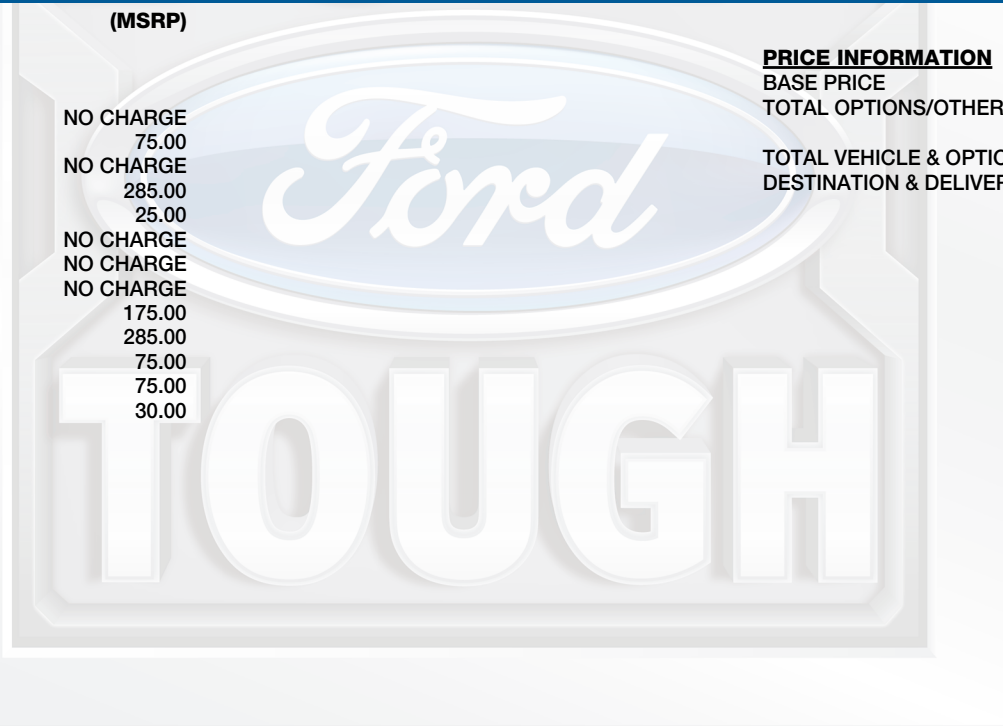 (MSRP)
NO CHARGE
75.00
NO CHARGE
285.00
25.00
NO CHARGE
NO CHARGE
NO CHARGE
175.00
285.00
75.00
75.00
30.00
PRICE INFORMATION
BASE PRICE
TOTAL OPTIONS/OTHER
TOTAL VEHICLE & OPTIO
DESTINATION & DELIVER
Ford
TOUGH